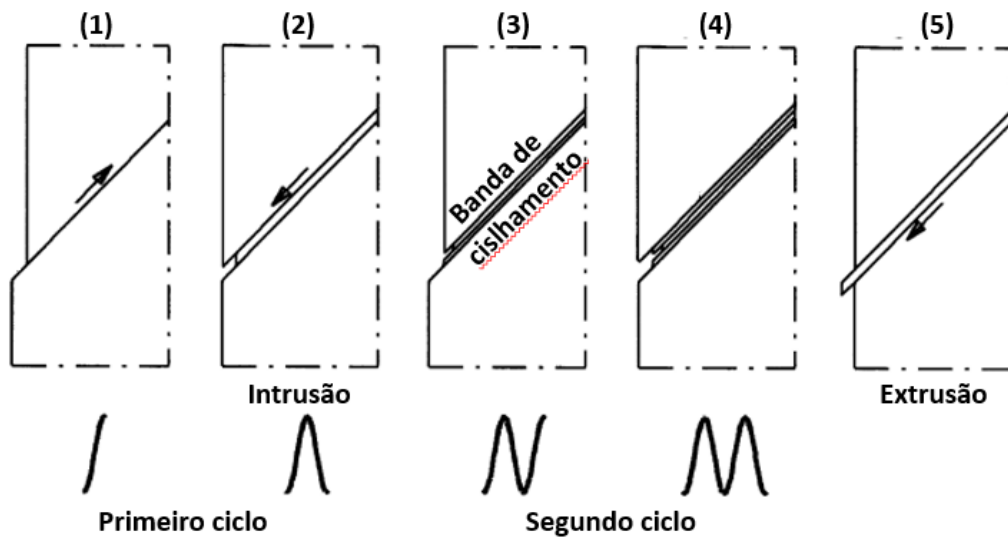 (1)
(2)
(3)
(4)
(5)
Banda de
cislhamento
Intrusão
Extrusão
Primeiro ciclo
Segundo ciclo